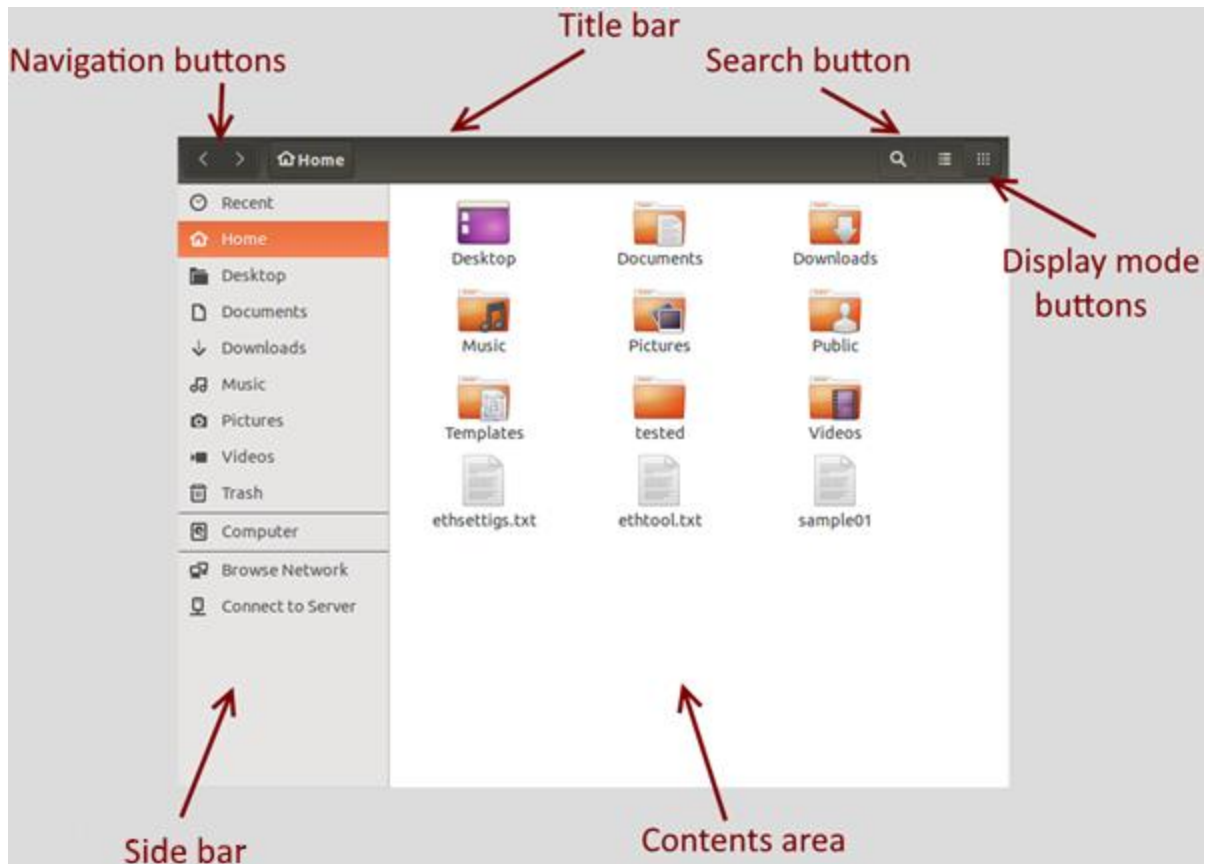 Title bar
Navigation buttons
Search button
Home
Recent
Home
Desktop
Documents
Downloads
Music
Pictures
Videos
Trash
Computer
Browse Network
Connect to Server
Desktop Documents Downloads
Music Pictures Public
Templates tested Videos
ethsettigs.txt ethtool.txt sample01
Display mode
buttons
Side bar
Contents area